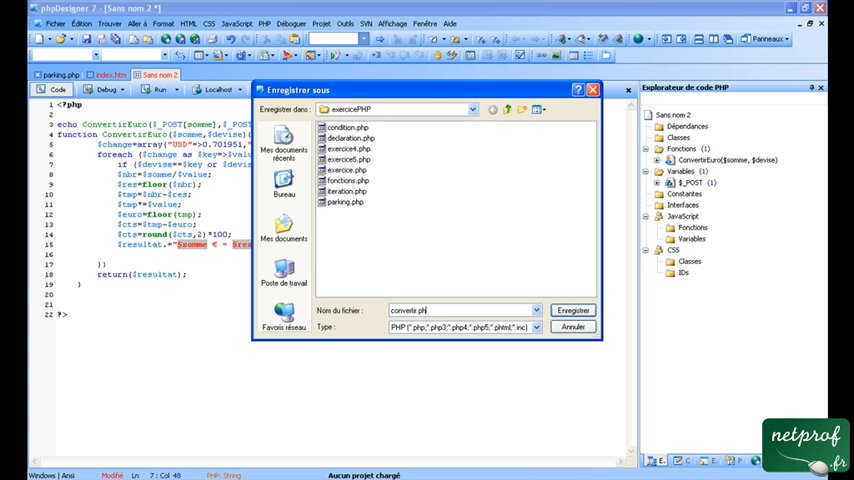 phpDesigner 7 - [Sans nom 2 *]
Fichier Édition Trouver Aller à Format HTML CSS JavaScript PHP Déboguer Projet Outils SVN Affichage Fenêtre Aide
Panneaux
parking.php index.htm Sans nom 2
Code Debug Run Localhost
1 <?php
2
3 echo ConvertirEuro($_POST[somme],$_POST
4 function ConvertirEuro($somme,$devise){
5 $change=array("USD"=>0.701951,"
6 foreach ($change as $key=>$valu
7 if ($devise==$key or $devis
8 $nbr=$somme/$value;
9 $res=floor($nbr);
10 $tmp=$nbr-$res;
11 $tmp*=$value;
12 $euro=floor(tmp);
13 $cts=$tmp-$euro;
14 $cts=round($cts,2)*100;
15 $resultat.="$somme € = $res
16
17 })
18 return($resultat);
19 }
20
21
22 ?>
Enregistrer sous
Enregistrer dans : exercicePHP
Mes documents récents
Bureau
Mes documents
Poste de travail
Favoris réseau
condition.php
declaration.php
exercice4.php
exercice5.php
exercice.php
fonctions.php
iteration.php
parking.php
Nom du fichier : convertir.ph
Enregistrer
Type : PHP (*.php;*.php3;*.php4;*.php5;*.phtml;*.inc)
Annuler
Explorateur de code PHP
Sans nom 2
Dépendances
Classes
Fonctions (1)
ConvertirEuro($somme, $devise)
Variables (1)
$_POST (1)
Constantes
Interfaces
JavaScript
Fonctions
Variables
CSS
Classes
IDs
E. C E. P
Windows | Ansi Modifié Ln 7 : Col 48 PHP: String Aucun projet chargé
netprof
.fr